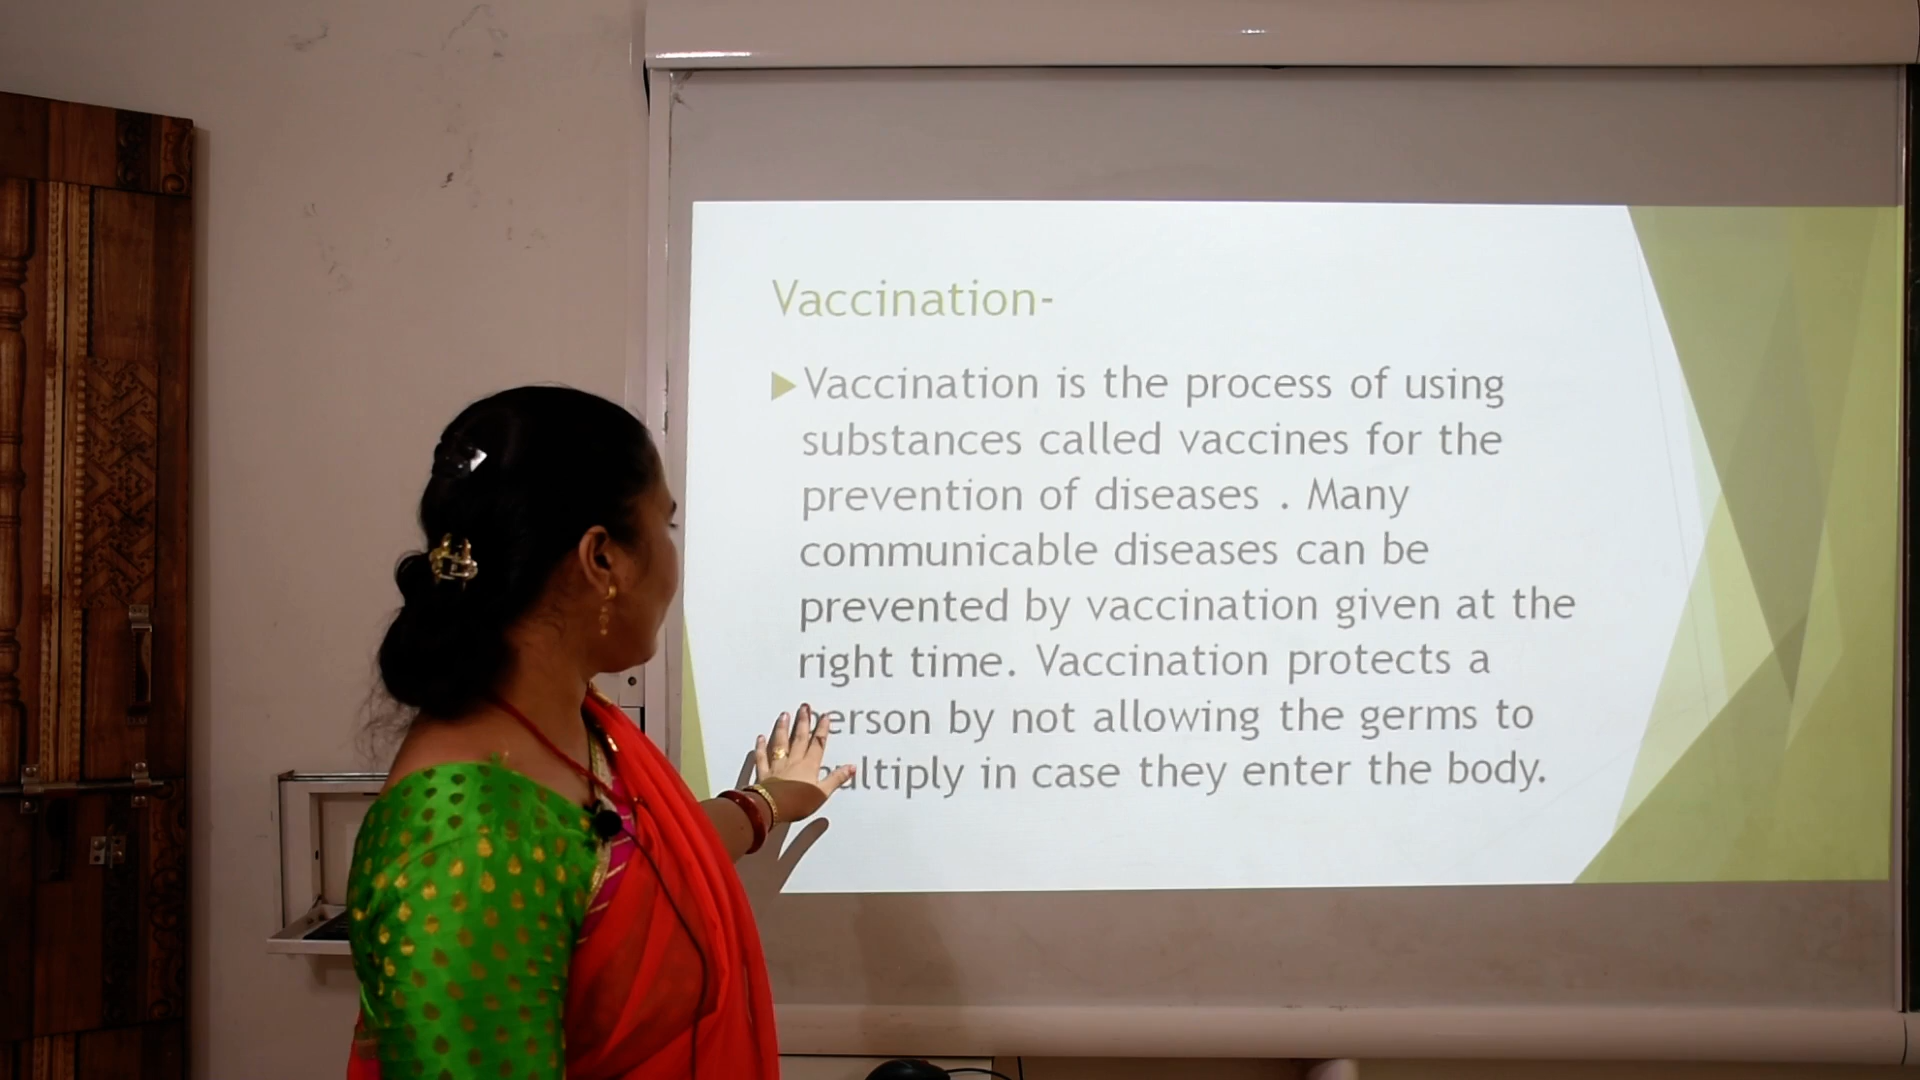 Vaccination-
Vaccination is the process of using
substances called vaccines for the
prevention of diseases . Many
communicable diseases can be
prevented by vaccination given at the
right time. Vaccination protects a
person by not allowing the germs to
multiply in case they enter the body.